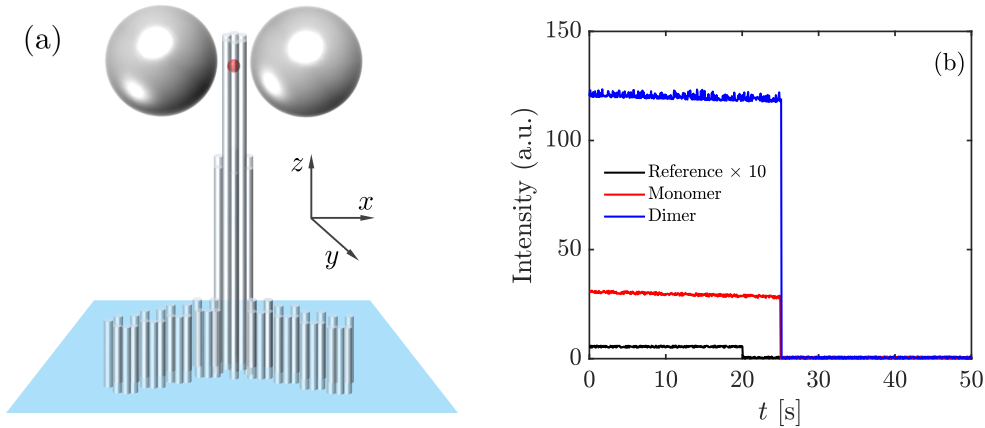 (a)
z
x
y
(b)
150
100
50
0
Intensity (a.u.)
Reference × 10
Monomer
Dimer
0 10 20 30 40 50
t [s]